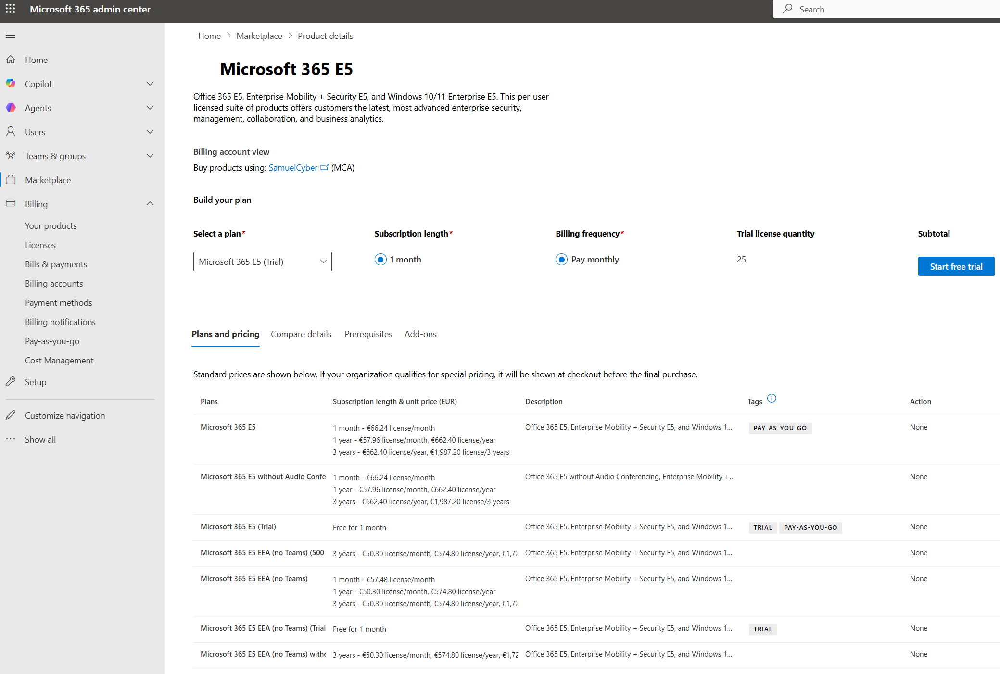 Microsoft 365 admin center
Search
Home
Copilot
Agents
Users
Teams & groups
Marketplace
Billing
Your products
Licenses
Bills & payments
Billing accounts
Payment methods
Billing notifications
Pay-as-you-go
Cost Management
Setup
Customize navigation
Show all
Home > Marketplace > Product details
Microsoft 365 E5
Office 365 E5, Enterprise Mobility + Security E5, and Windows 10/11 Enterprise E5. This per-user
licensed suite of products offers customers the latest, most advanced enterprise security,
management, collaboration, and business analytics.
Billing account view
Buy products using: SamuelCyber (MCA)
Build your plan
Select a plan* Subscription length* Billing frequency* Trial license quantity Subtotal
Microsoft 365 E5 (Trial) 1 month Pay monthly 25 Start free trial
Plans and pricing Compare details Prerequisites Add-ons
Standard prices are shown below. If your organization qualifies for special pricing, it will be shown at checkout before the final purchase.
Plans Subscription length & unit price (EUR) Description Tags Action
Microsoft 365 E5 1 month - €66.24 license/month Office 365 E5, Enterprise Mobility + Security E5, and Windows 1... PAY-AS-YOU-GO None
1 year - €57.96 license/month, €662.40 license/year
3 years - €662.40 license/year, €1,987.20 license/3 years
Microsoft 365 E5 without Audio Confe 1 month - €66.24 license/month Office 365 E5 without Audio Conferencing, Enterprise Mobility +... None
1 year - €57.96 license/month, €662.40 license/year
3 years - €662.40 license/year, €1,987.20 license/3 years
Microsoft 365 E5 (Trial) Free for 1 month Office 365 E5, Enterprise Mobility + Security E5, and Windows 1... TRIAL PAY-AS-YOU-GO None
Microsoft 365 E5 EEA (no Teams) (500 3 years - €50.30 license/month, €574.80 license/year, €1,72 Office 365 E5, Enterprise Mobility + Security E5, and Windows 1... None
Microsoft 365 E5 EEA (no Teams) 1 month - €57.48 license/month Office 365 E5, Enterprise Mobility + Security E5, and Windows 1... None
1 year - €50.30 license/month, €574.80 license/year
3 years - €50.30 license/month, €574.80 license/year, €1,72
Microsoft 365 E5 EEA (no Teams) (Trial Free for 1 month Office 365 E5, Enterprise Mobility + Security E5, and Windows 1... TRIAL None
Microsoft 365 E5 EEA (no Teams) witho 3 years - €50.30 license/month, €574.80 license/year, €1,72 Office 365 E5, Enterprise Mobility + Security E5, and Windows 1... None